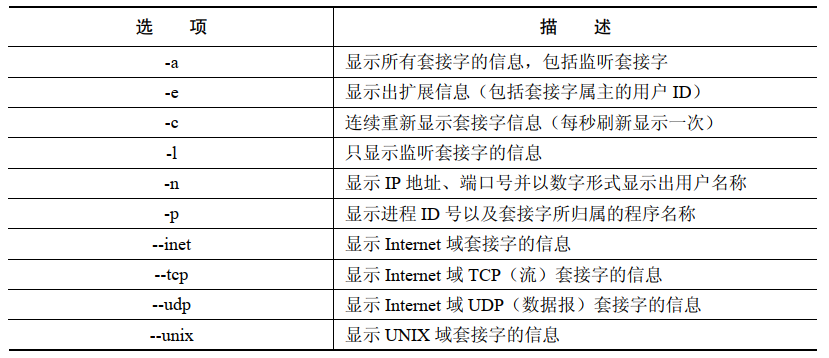 选 项 描 述
-a 显示所有套接字的信息，包括监听套接字
-e 显示出扩展信息（包括套接字属主的用户 ID）
-c 连续重新显示套接字信息（每秒刷新显示一次）
-l 只显示监听套接字的信息
-n 显示 IP 地址、端口号并以数字形式显示出用户名称
-p 显示进程 ID 号以及套接字所归属的程序名称
--inet 显示 Internet 域套接字的信息
--tcp 显示 Internet 域 TCP（流）套接字的信息
--udp 显示 Internet 域 UDP（数据报）套接字的信息
--unix 显示 UNIX 域套接字的信息